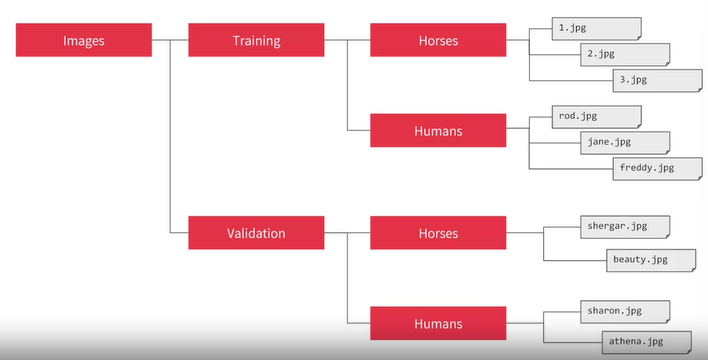 Images
Training
Horses
1.jpg
2.jpg
3.jpg
Humans
rod.jpg
jane.jpg
freddy.jpg
Validation
Horses
shergar.jpg
beauty.jpg
Humans
sharon.jpg
athena.jpg